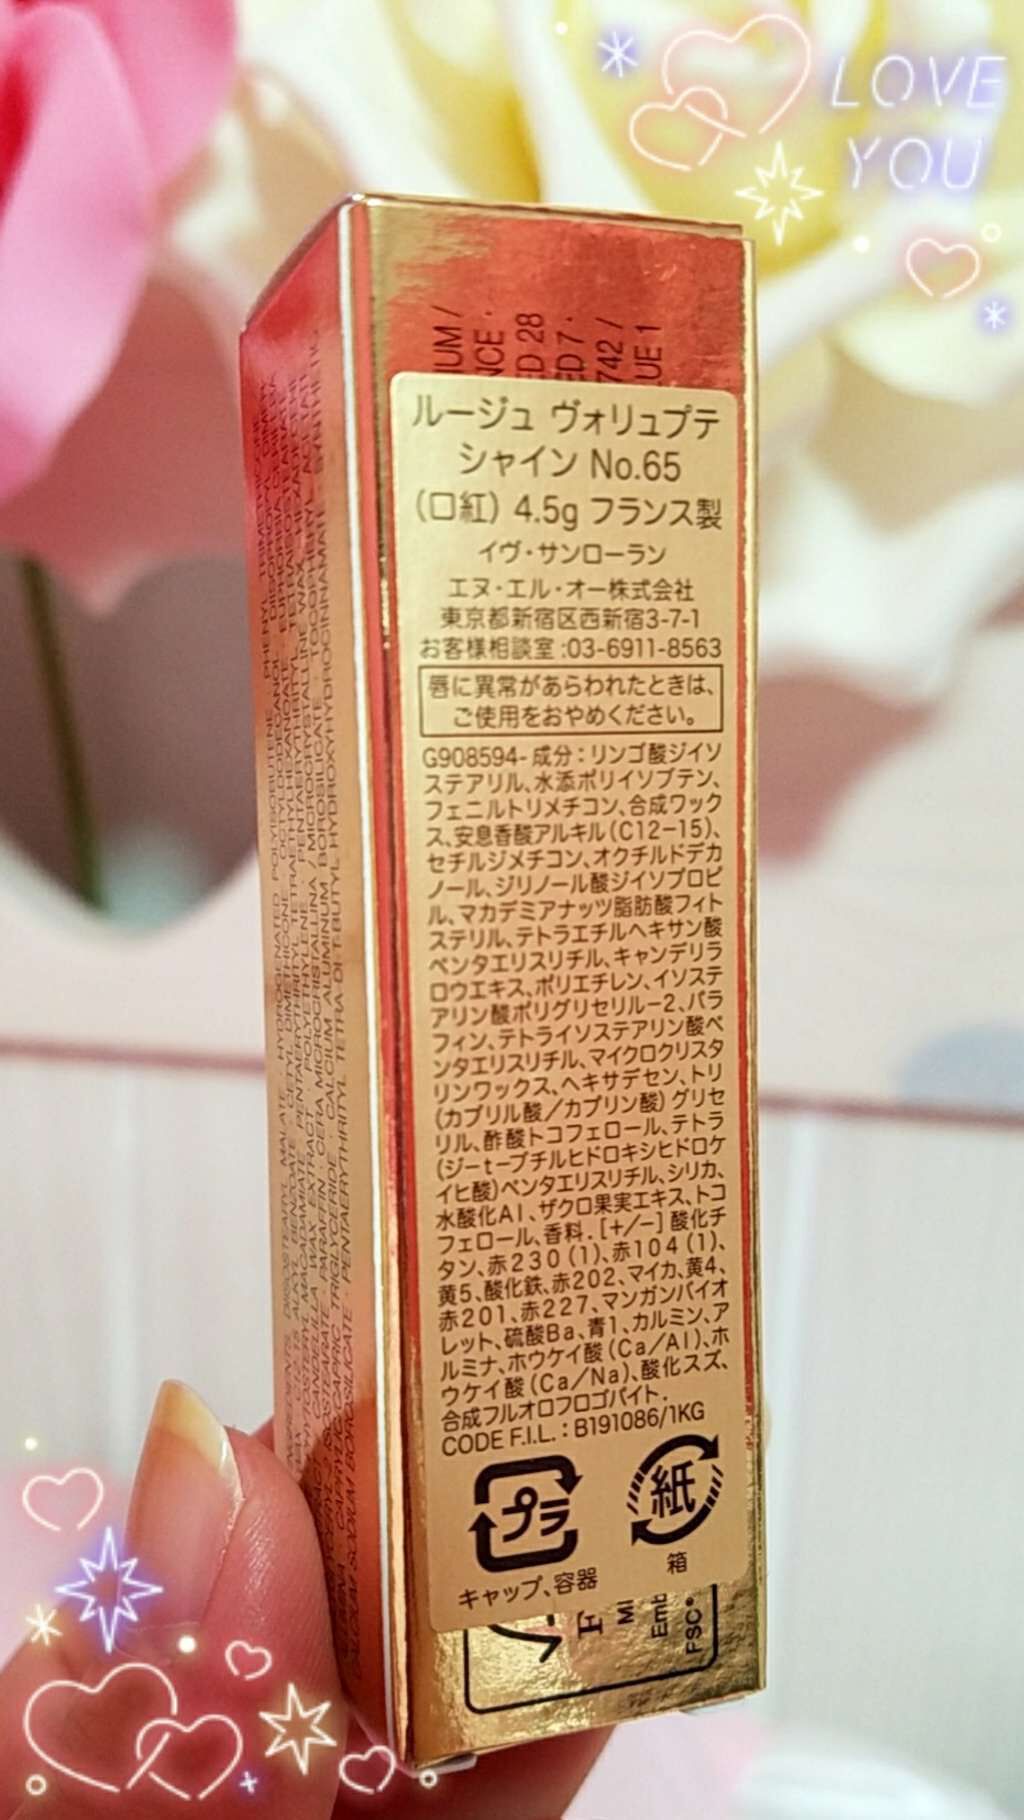 LOVE
YOU
IUM /
NCE ·
ED 28
ED 7 ·
742 /
UE 1
ルージュ ヴォリュプテ
シャイン No.65
(口紅) 4.5g フランス製
イヴ・サンローラン
エヌ・エル・オー株式会社
東京都新宿区西新宿3-7-1
お客様相談室:03-6911-8563
唇に異常があらわれたときは、
ご使用をおやめください。
G908594- 成分:リンゴ酸ジイソ
ステアリル、水添ポリイソブテン、
フェニルトリメチコン、合成ワック
ス、安息香酸アルキル(C12-15)、
セチルジメチコン、オクチルドデカ
ノール、ジリノール酸ジイソプロピ
ル、マカデミアナッツ脂肪酸フィト
ステリル、テトラエチルヘキサン酸
ペンタエリスリチル、キャンデリラ
ロウエキス、ポリエチレン、イソステ
アリン酸ポリグリセリル-2、パラ
フィン、テトライソステアリン酸ペ
ンタエリスリチル、マイクロクリスタ
リンワックス、ヘキサデセン、トリ
(カプリル酸/カプリン酸)グリセ
リル、酢酸トコフェロール、テトラ
(ジ-t-ブチルヒドロキシヒドロケ
イヒ酸)ペンタエリスリチル、シリカ、
水酸化Al、ザクロ果実エキス、トコ
フェロール、香料. [+/-] 酸化チ
タン、赤230(1)、赤104(1)、
黄5、酸化鉄、赤202、マイカ、黄4、
赤201、赤227、マンガンバイオ
レット、硫酸Ba、青1、カルミン、ア
ルミナ、ホウケイ酸(Ca/Al)、ホ
ウケイ酸(Ca/Na)、酸化スズ、
合成フルオロフロゴパイト.
CODE F.I.L. : B191086/1KG
プラ
紙
キャップ、容器
箱
F
MI
Emb
FSC®